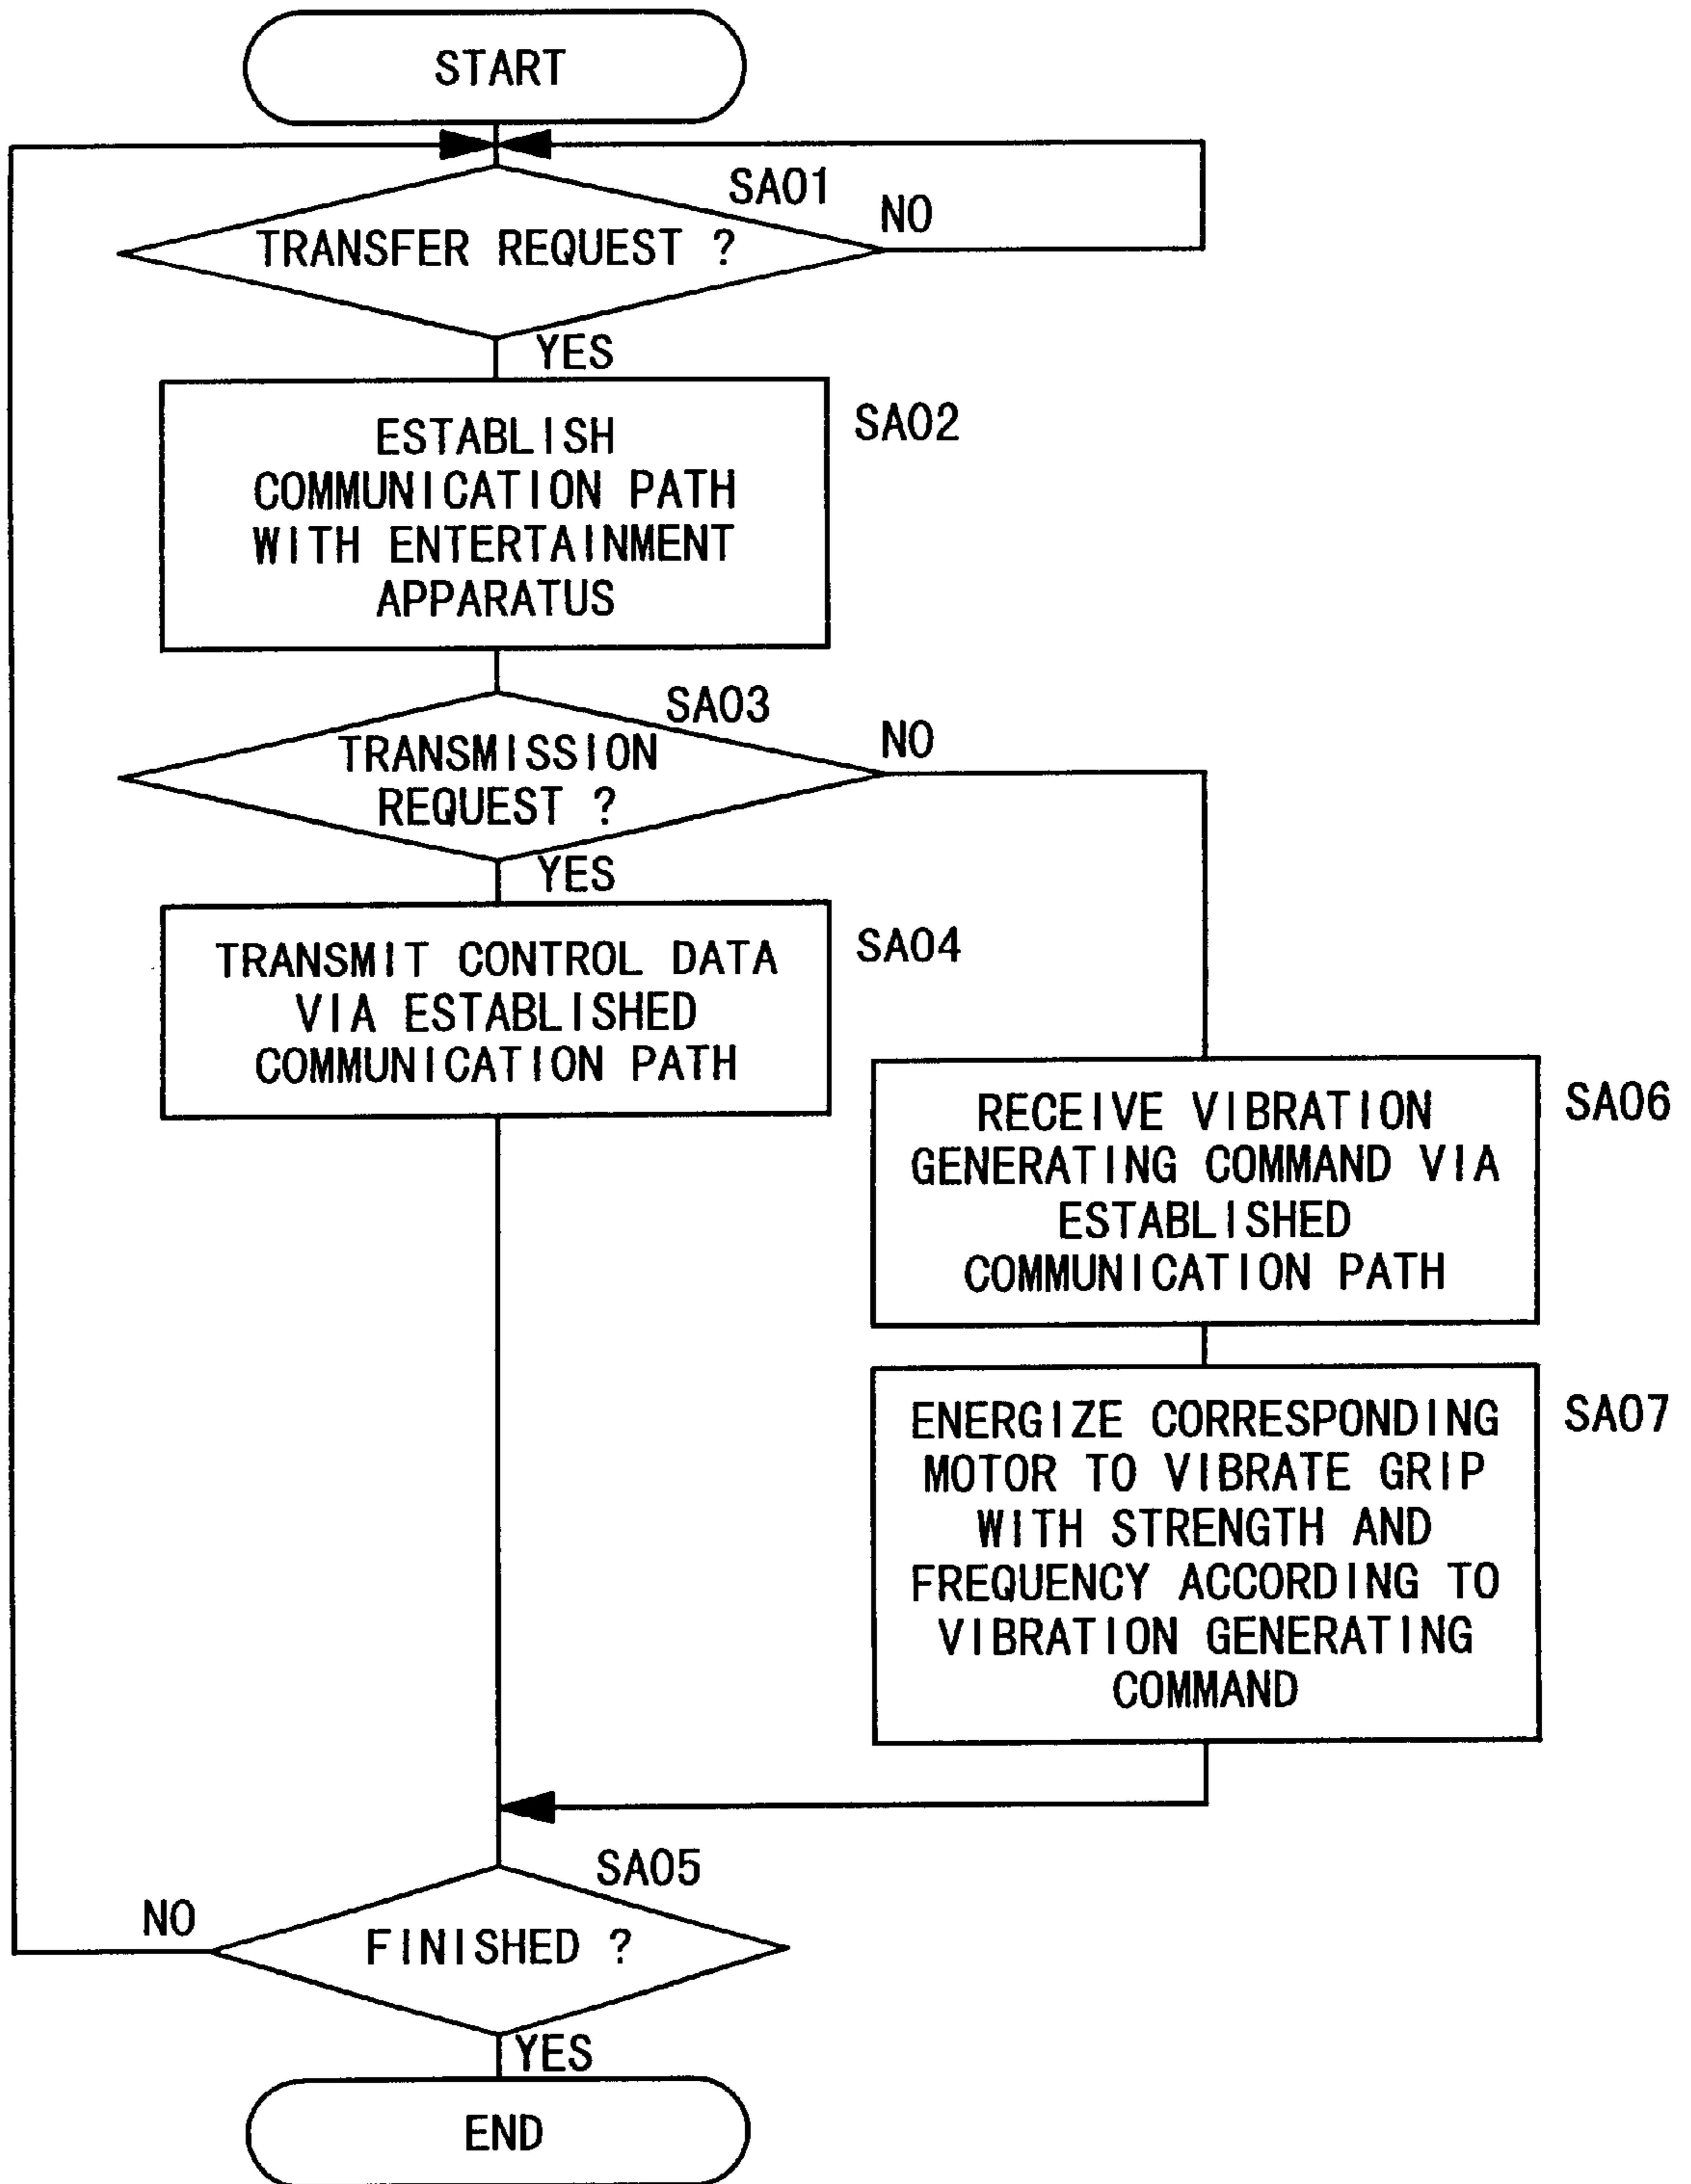 START
SA01
NO
TRANSFER REQUEST ?
YES
ESTABLISH
COMMUNICATION PATH
WITH ENTERTAINMENT
APPARATUS
SA02
SA03
NO
TRANSMISSION
REQUEST ?
YES
TRANSMIT CONTROL DATA
VIA ESTABLISHED
COMMUNICATION PATH
SA04
RECEIVE VIBRATION
GENERATING COMMAND VIA
ESTABLISHED
COMMUNICATION PATH
SA06
ENERGIZE CORRESPONDING
MOTOR TO VIBRATE GRIP
WITH STRENGTH AND
FREQUENCY ACCORDING TO
VIBRATION GENERATING
COMMAND
SA07
SA05
NO
FINISHED ?
YES
END